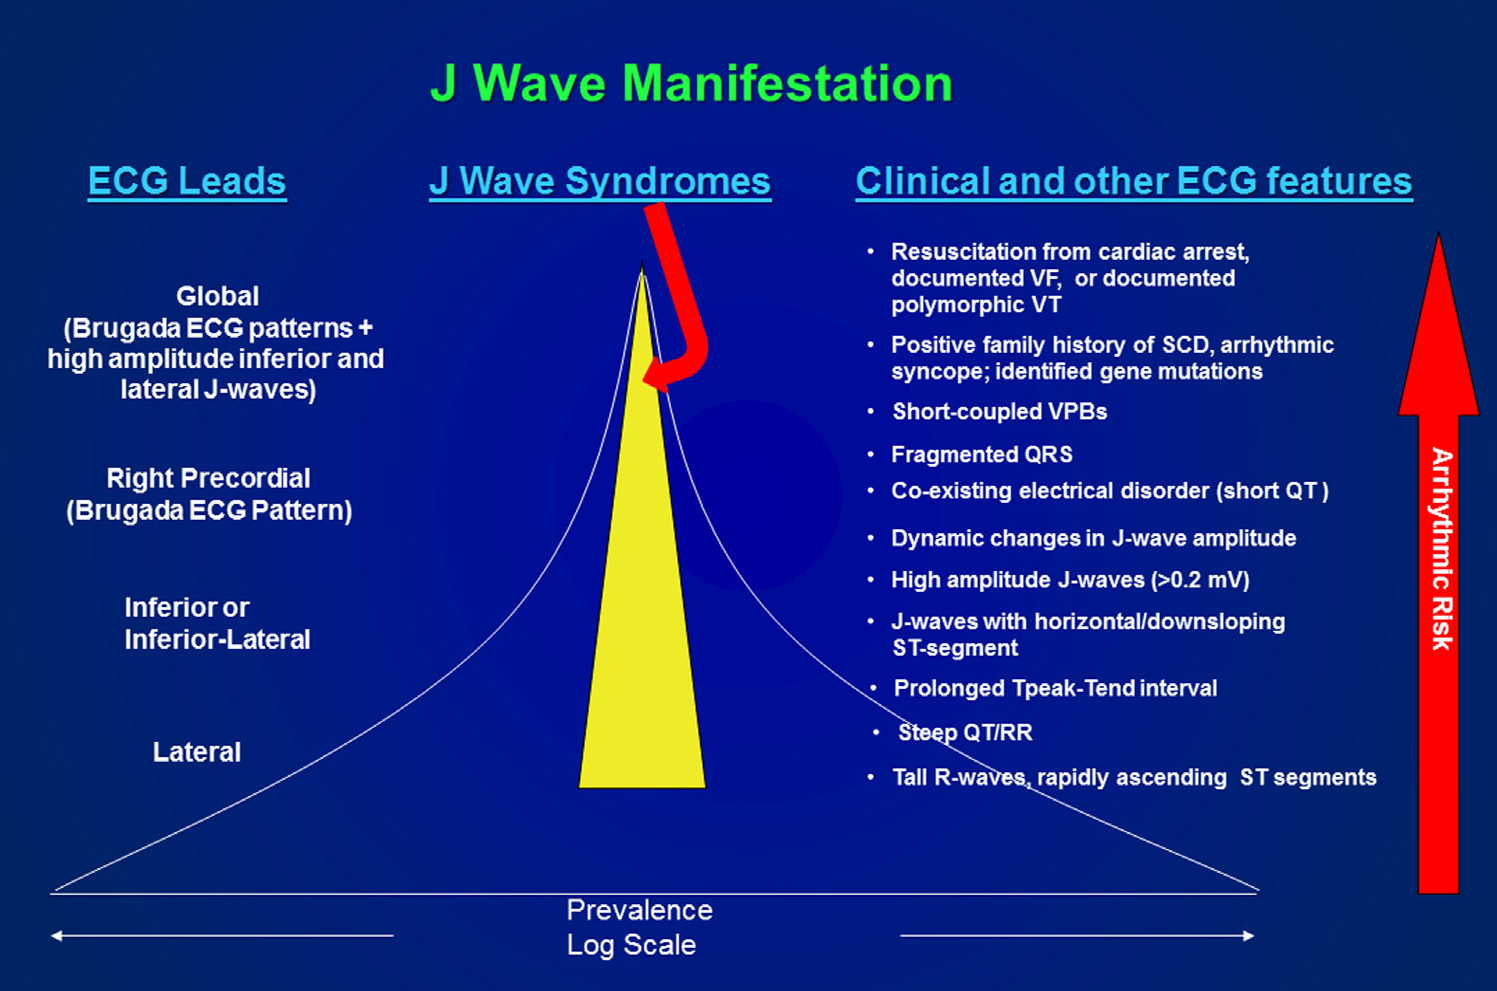 J Wave Manifestation
ECG Leads
J Wave Syndromes
Clinical and other ECG features
Global
(Brugada ECG patterns +
high amplitude inferior and
lateral J-waves)
Right Precordial
(Brugada ECG Pattern)
Inferior or
Inferior-Lateral
Lateral
• Resuscitation from cardiac arrest,
documented VF, or documented
polymorphic VT
• Positive family history of SCD, arrhythmic
syncope; identified gene mutations
• Short-coupled VPBs
• Fragmented QRS
• Co-existing electrical disorder (short QT )
• Dynamic changes in J-wave amplitude
• High amplitude J-waves (>0.2 mV)
• J-waves with horizontal/downsloping
ST-segment
• Prolonged Tpeak-Tend interval
• Steep QT/RR
• Tall R-waves, rapidly ascending ST segments
Arrhythmic Risk
Prevalence
Log Scale